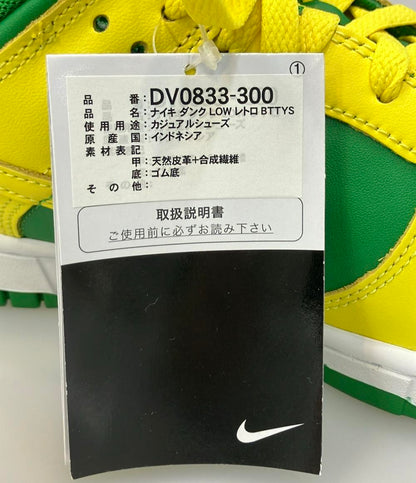 ①
品番:DV0833-300
品名:ナイキ ダンク LOW レトロ BTTYS
使用用途:カジュアルシューズ
原産国:インドネシア
素材表記
甲:天然皮革+合成繊維
底:ゴム底
その他:
取扱説明書
ご使用前に必ずお読み下さい